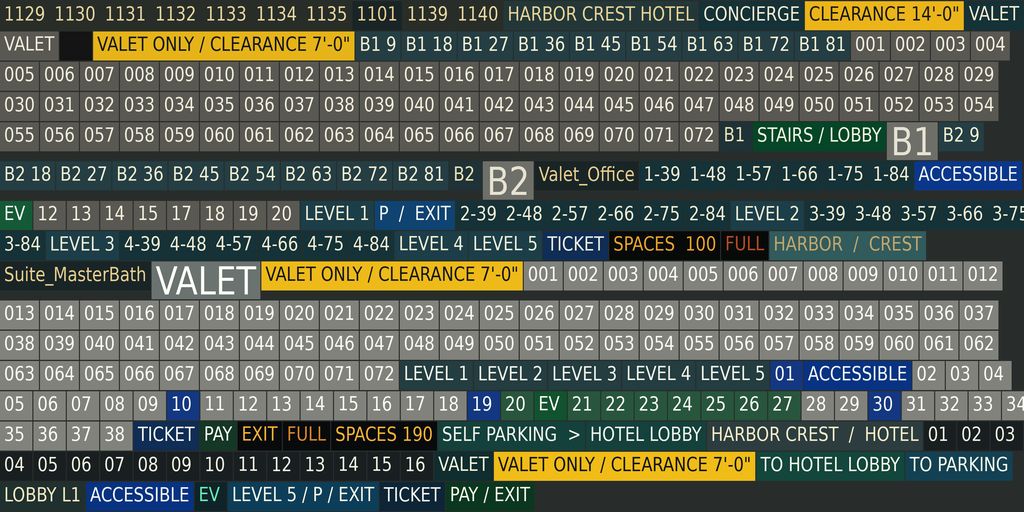 1129 1130 1131 1132 1133 1134 1135 1101 1139 1140 HARBOR CREST HOTEL CONCIERGE CLEARANCE 14'-0" VALET
VALET VALET ONLY / CLEARANCE 7'-0" B1 9 B1 18 B1 27 B1 36 B1 45 B1 54 B1 63 B1 72 B1 81 001 002 003 004
005 006 007 008 009 010 011 012 013 014 015 016 017 018 019 020 021 022 023 024 025 026 027 028 029
030 031 032 033 034 035 036 037 038 039 040 041 042 043 044 045 046 047 048 049 050 051 052 053 054
055 056 057 058 059 060 061 062 063 064 065 066 067 068 069 070 071 072 B1 STAIRS / LOBBY B1 B2 9
B2 18 B2 27 B2 36 B2 45 B2 54 B2 63 B2 72 B2 81 B2 B2 Valet_Office 1-39 1-48 1-57 1-66 1-75 1-84 ACCESSIBLE
EV 12 13 14 15 17 18 19 20 LEVEL 1 P / EXIT 2-39 2-48 2-57 2-66 2-75 2-84 LEVEL 2 3-39 3-48 3-57 3-66 3-75
3-84 LEVEL 3 4-39 4-48 4-57 4-66 4-75 4-84 LEVEL 4 LEVEL 5 TICKET SPACES 100 FULL HARBOR / CREST
Suite_MasterBath VALET VALET ONLY / CLEARANCE 7'-0" 001 002 003 004 005 006 007 008 009 010 011 012
013 014 015 016 017 018 019 020 021 022 023 024 025 026 027 028 029 030 031 032 033 034 035 036 037
038 039 040 041 042 043 044 045 046 047 048 049 050 051 052 053 054 055 056 057 058 059 060 061 062
063 064 065 066 067 068 069 070 071 072 LEVEL 1 LEVEL 2 LEVEL 3 LEVEL 4 LEVEL 5 01 ACCESSIBLE 02 03 04
05 06 07 08 09 10 11 12 13 14 15 16 17 18 19 20 EV 21 22 23 24 25 26 27 28 29 30 31 32 33 34
35 36 37 38 TICKET PAY EXIT FULL SPACES 190 SELF PARKING > HOTEL LOBBY HARBOR CREST / HOTEL 01 02 03
04 05 06 07 08 09 10 11 12 13 14 15 16 VALET VALET ONLY / CLEARANCE 7'-0" TO HOTEL LOBBY TO PARKING
LOBBY L1 ACCESSIBLE EV LEVEL 5 / P / EXIT TICKET PAY / EXIT